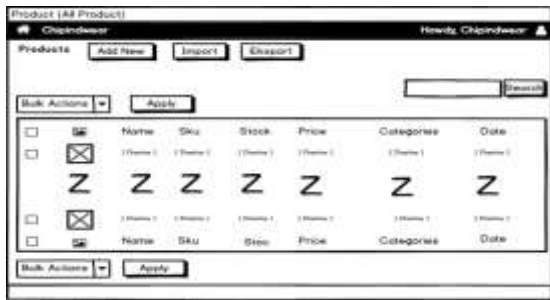 Product (All Product)
Chipindwear Howdy, Chipindwear
Products Add New Import Eksport
Search
Bulk Actions Apply
Name Sku Stock Price Categories Date
Z Z Z Z Z Z
Name Sku Stoc Price Categories Date
Bulk Actions Apply